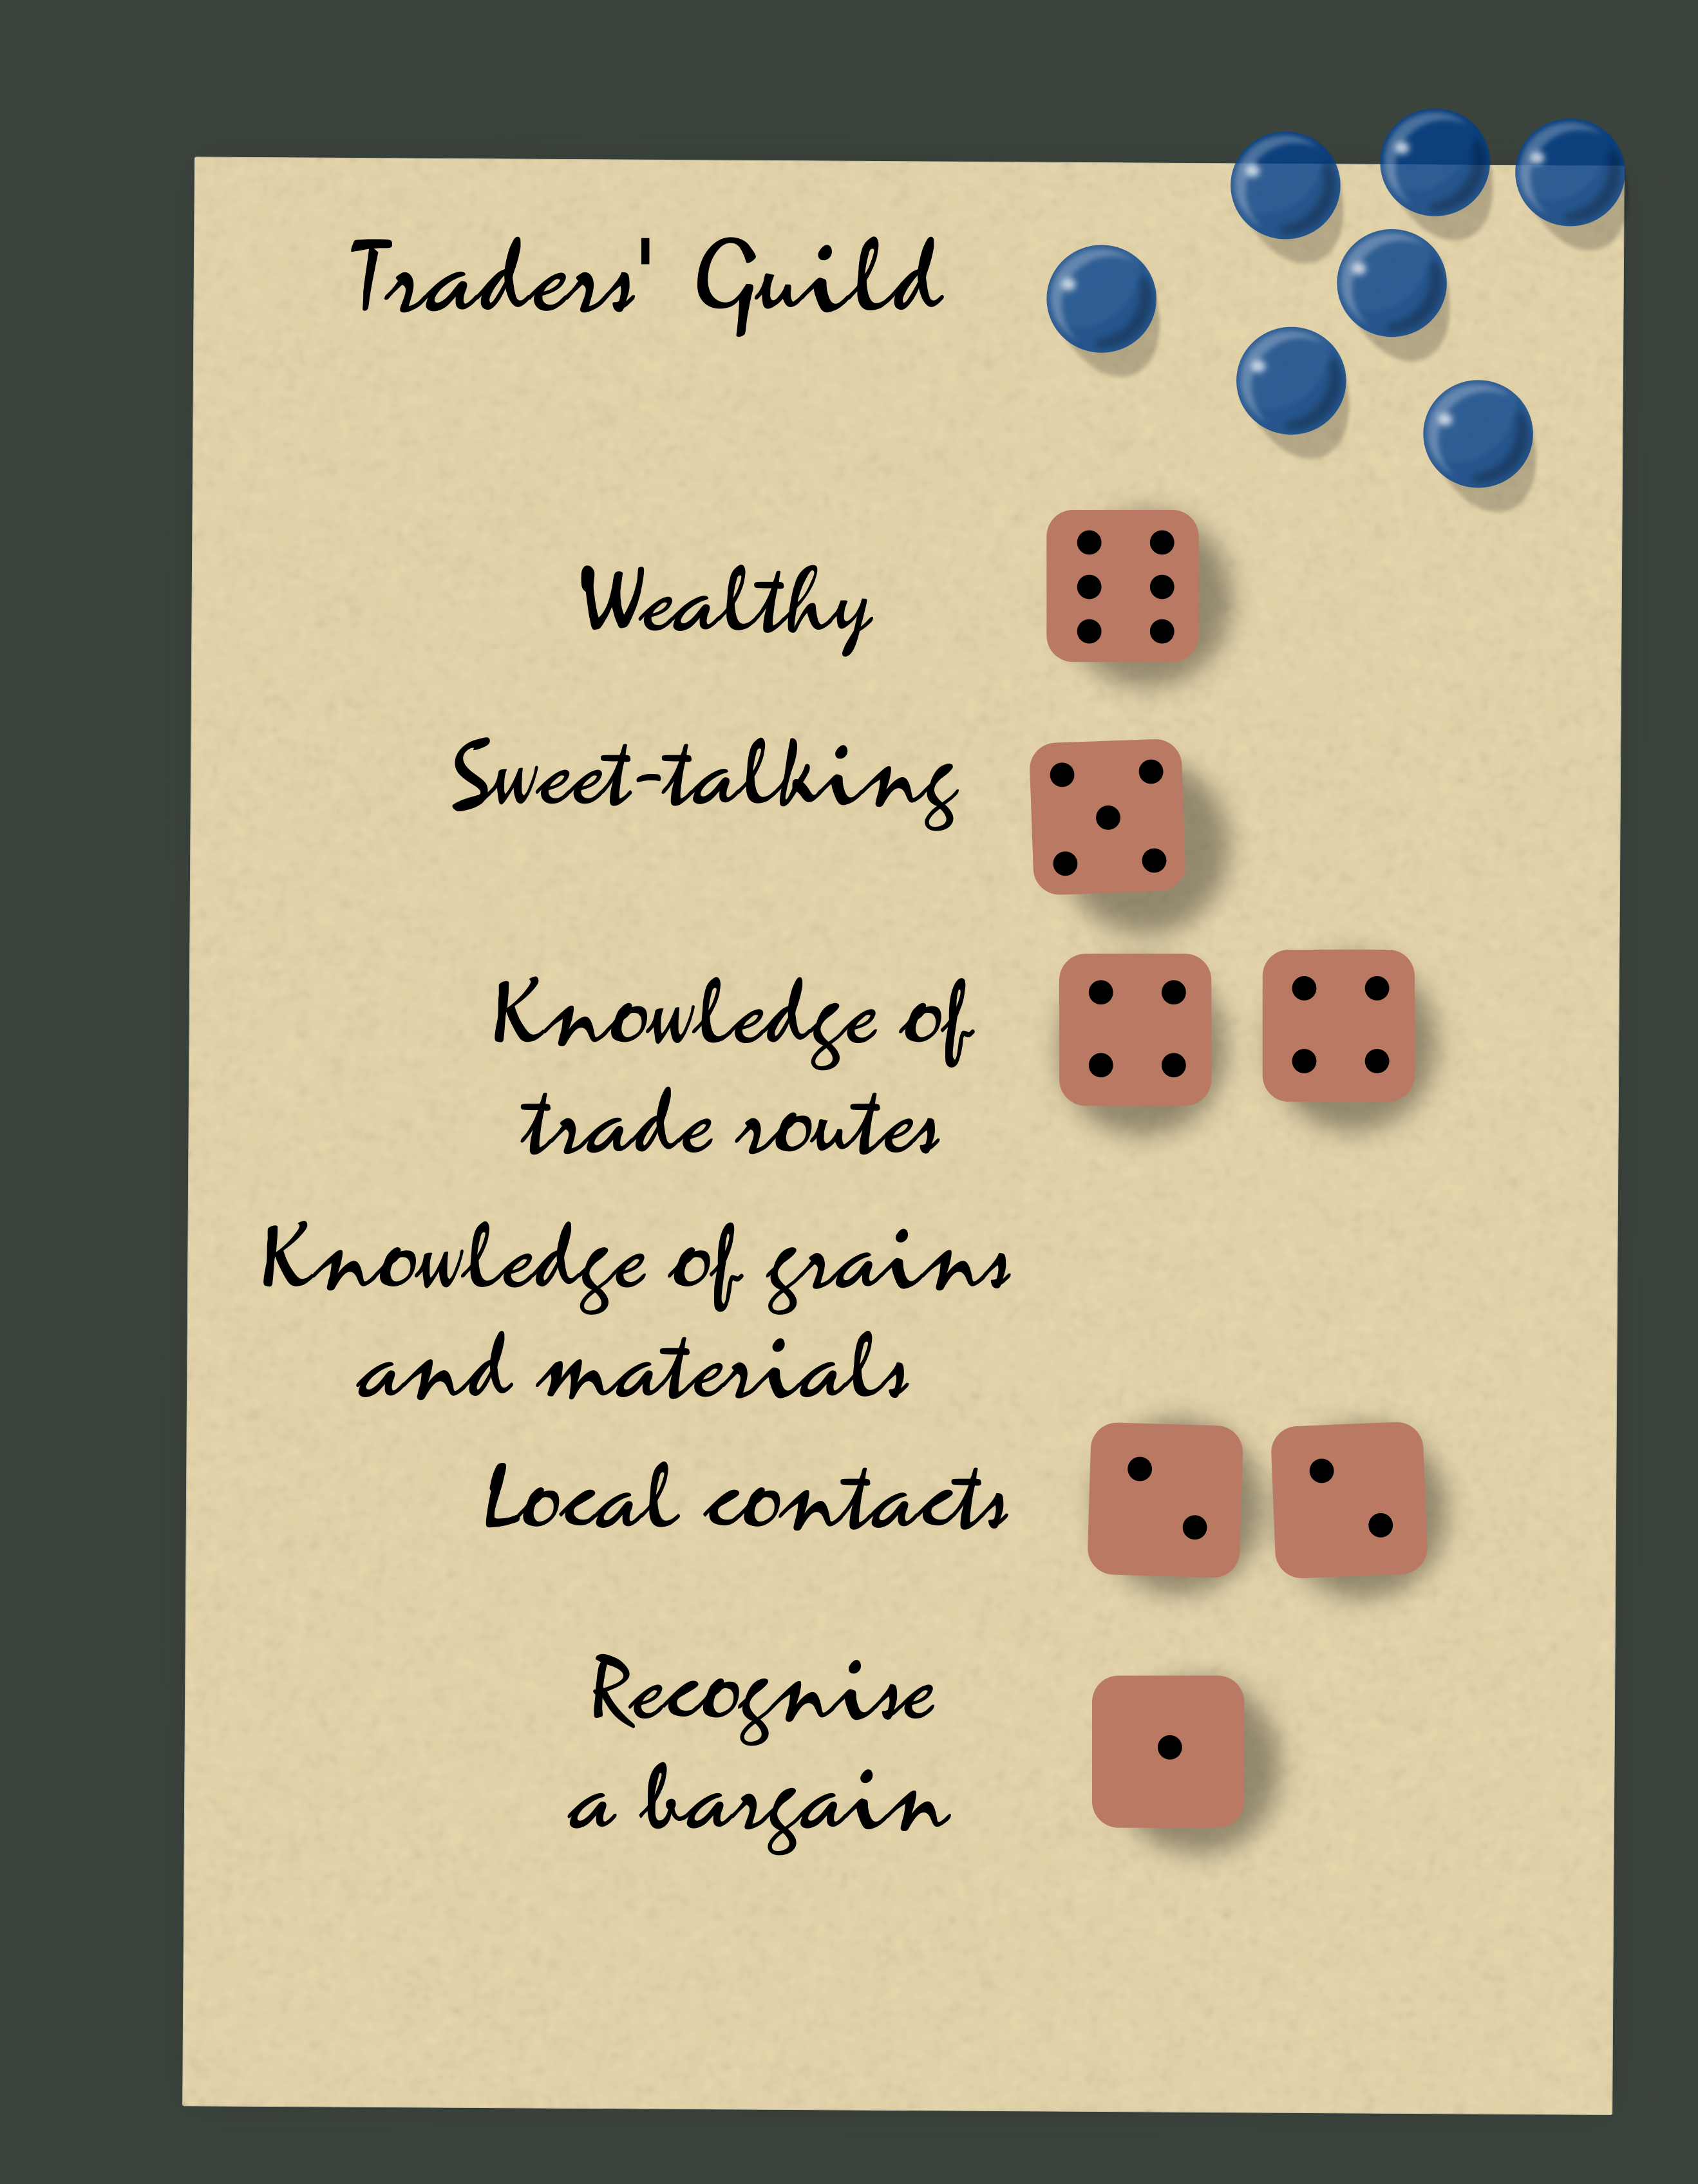 Traders' Guild
Wealthy
Sweet-talking
Knowledge of
trade routes
Knowledge of grains
and materials
Local contacts
Recognise
a bargain